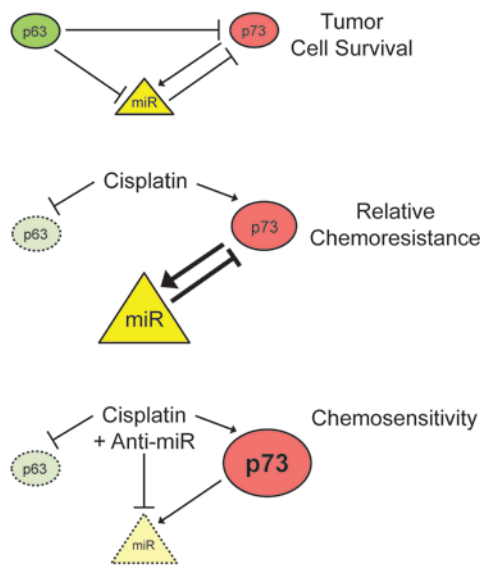 p63
p73
Tumor
Cell Survival
miR
Cisplatin
p63
p73
Relative
Chemoresistance
miR
Cisplatin
+ Anti-miR
Chemosensitivity
p63
p73
miR